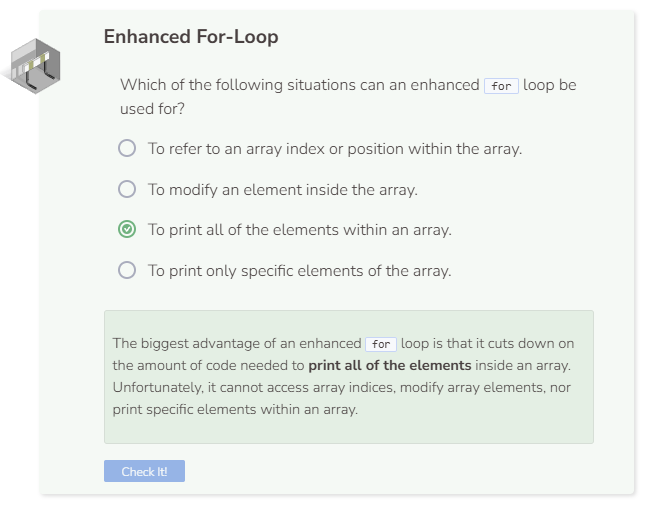 Enhanced For-Loop
Which of the following situations can an enhanced for loop be
used for?
To refer to an array index or position within the array.
To modify an element inside the array.
To print all of the elements within an array.
To print only specific elements of the array.
The biggest advantage of an enhanced for loop is that it cuts down on
the amount of code needed to print all of the elements inside an array.
Unfortunately, it cannot access array indices, modify array elements, nor
print specific elements within an array.
Check It!